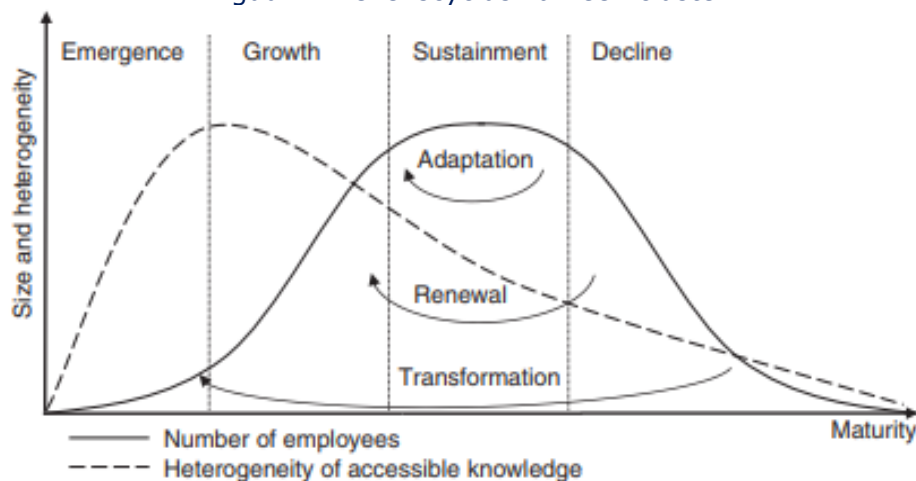 Emergence
Growth
Sustainment
Decline
Adaptation
Renewal
Transformation
Size and heterogeneity
Maturity
Number of employees
Heterogeneity of accessible knowledge